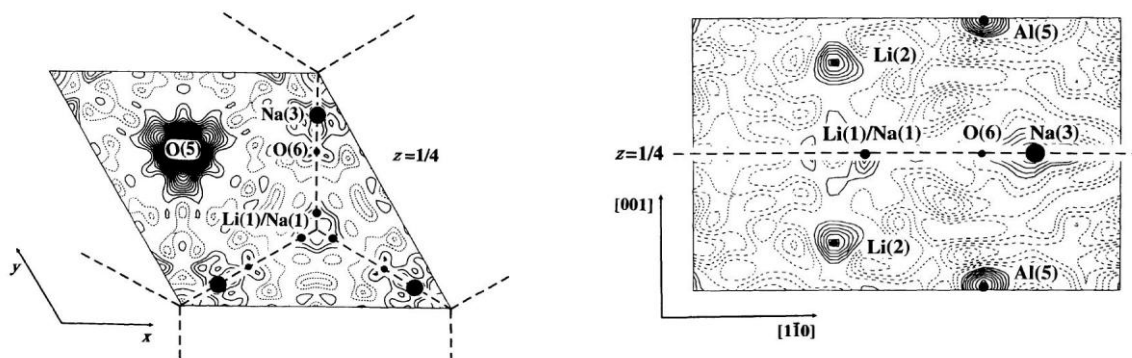 Na(3)
O(5)
O(6)
z=1/4
Li(1)/Na(1)
y
x
Al(5)
Li(2)
Li(1)/Na(1)
O(6)
Na(3)
z=1/4
[001]
Li(2)
Al(5)
[11̄0]